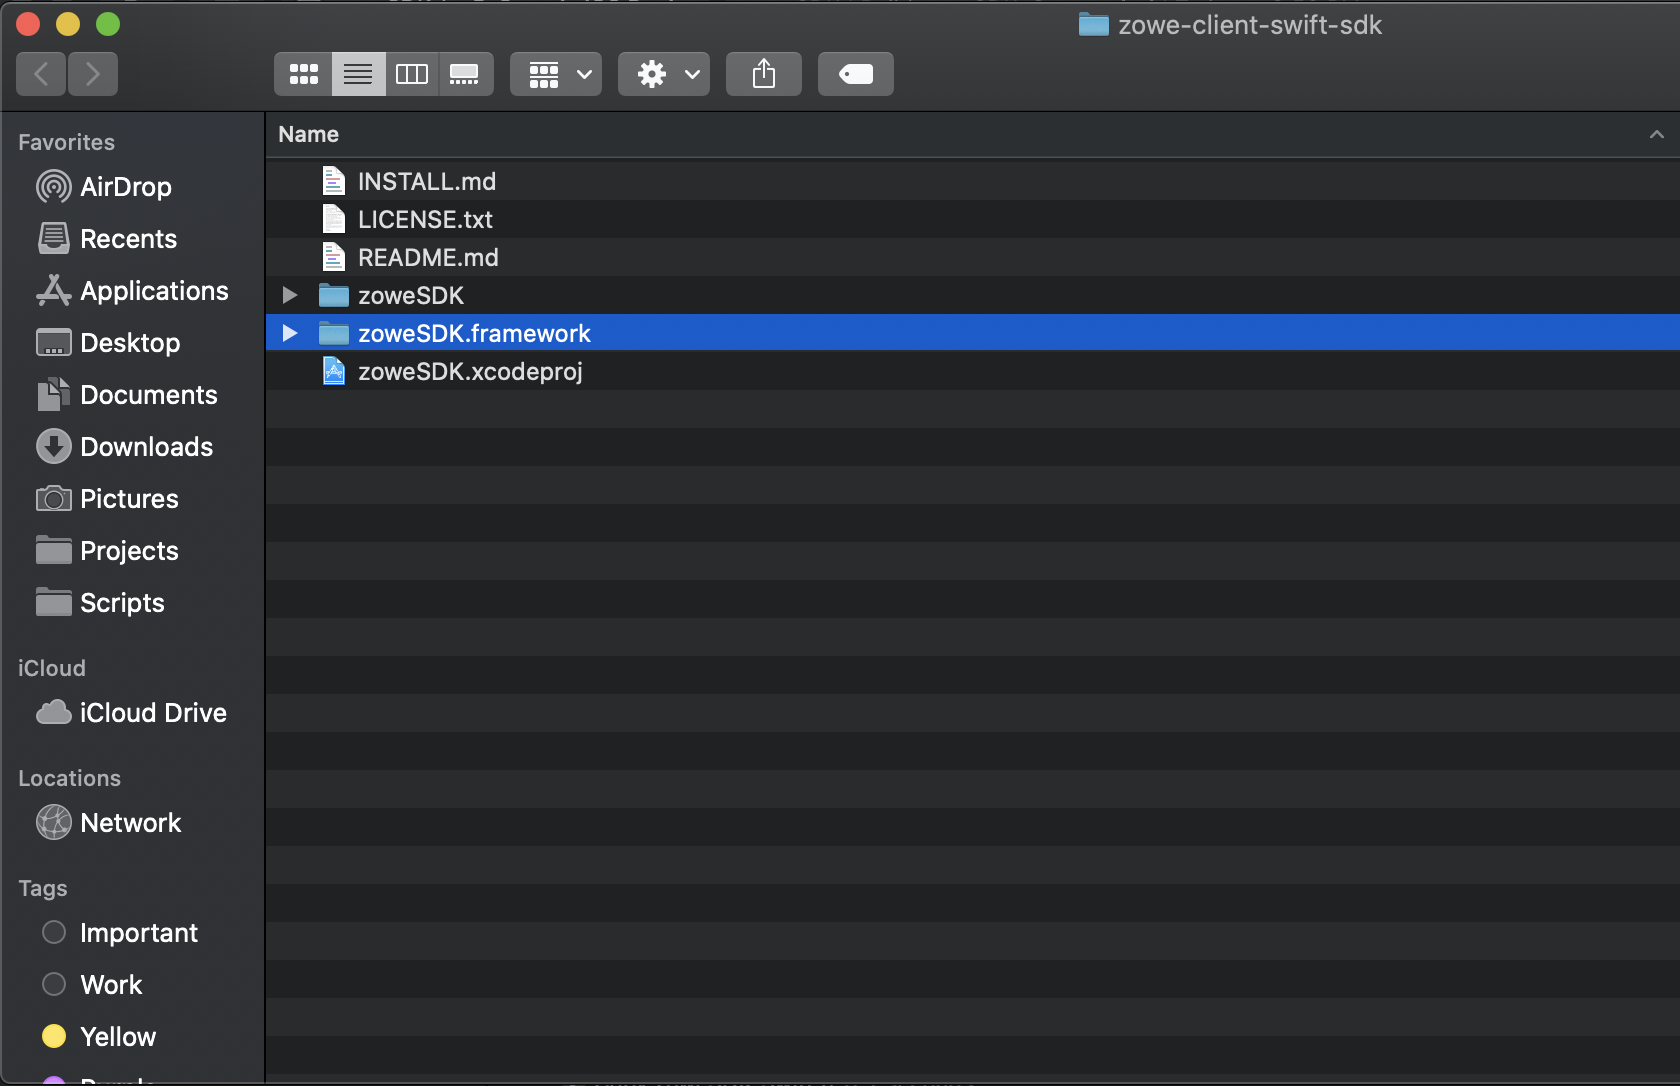 zowe-client-swift-sdk
Favorites
AirDrop
Recents
Applications
Desktop
Documents
Downloads
Pictures
Projects
Scripts
iCloud
iCloud Drive
Locations
Network
Tags
Important
Work
Yellow
Name
INSTALL.md
LICENSE.txt
README.md
zoweSDK
zoweSDK.framework
zoweSDK.xcodeproj